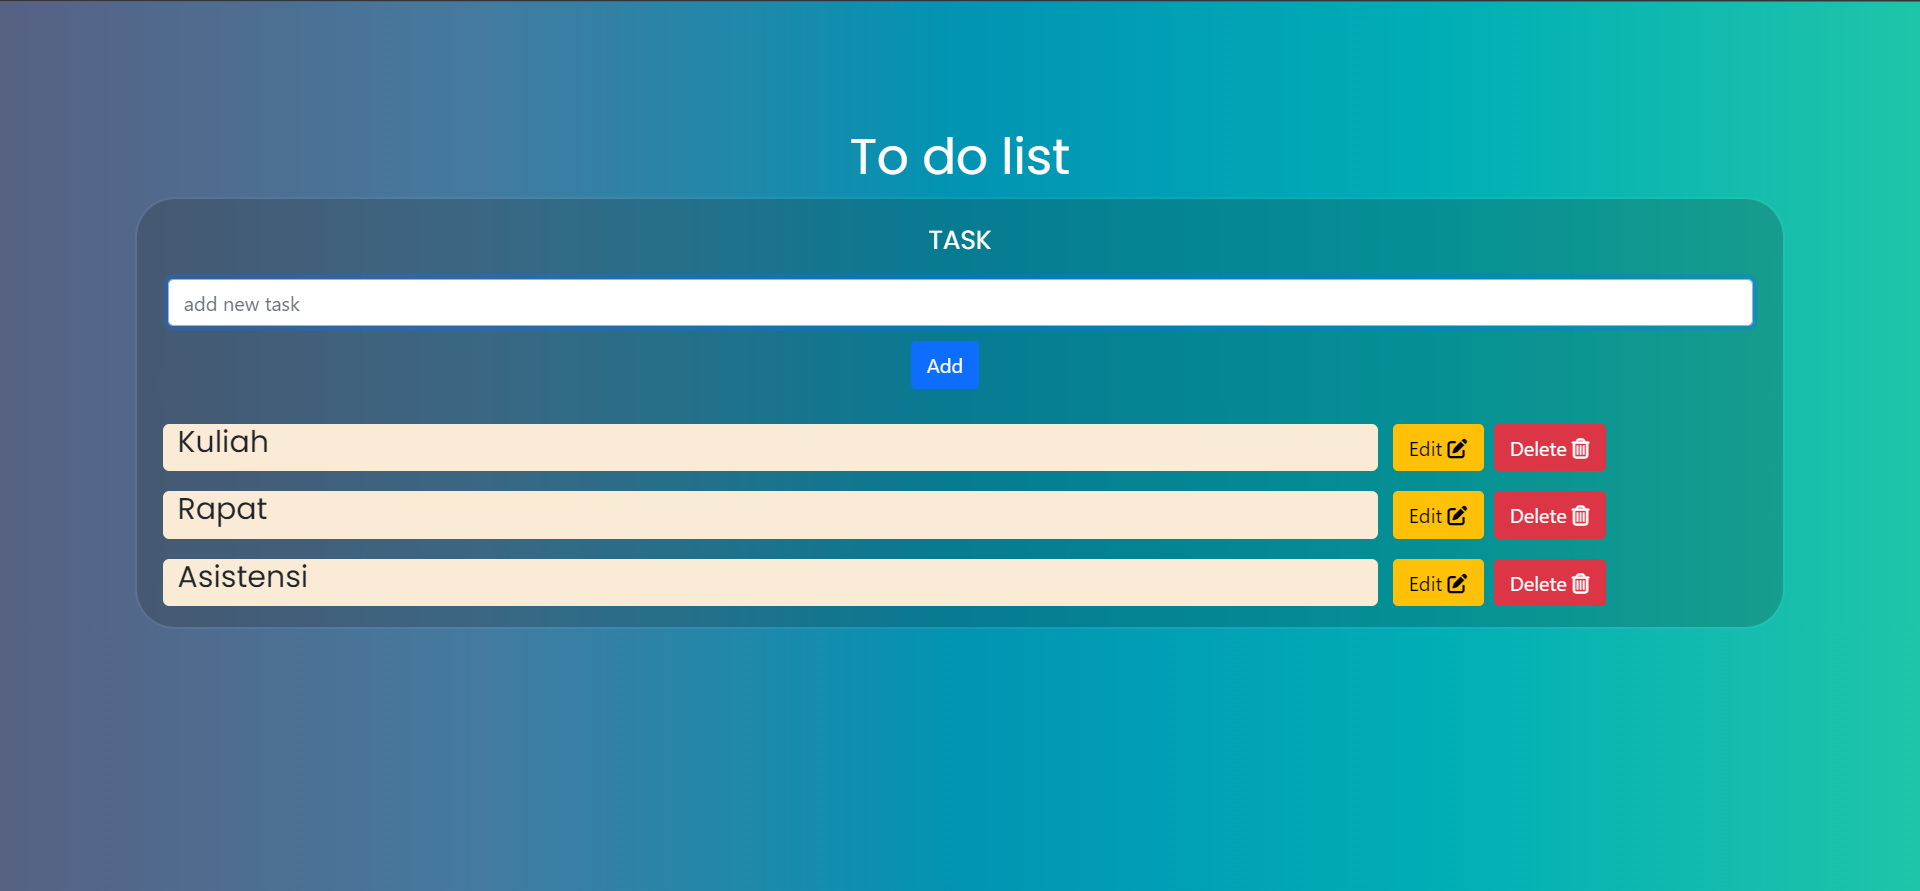 To do list
TASK
add new task
Add
Kuliah Edit Delete
Rapat Edit Delete
Asistensi Edit Delete